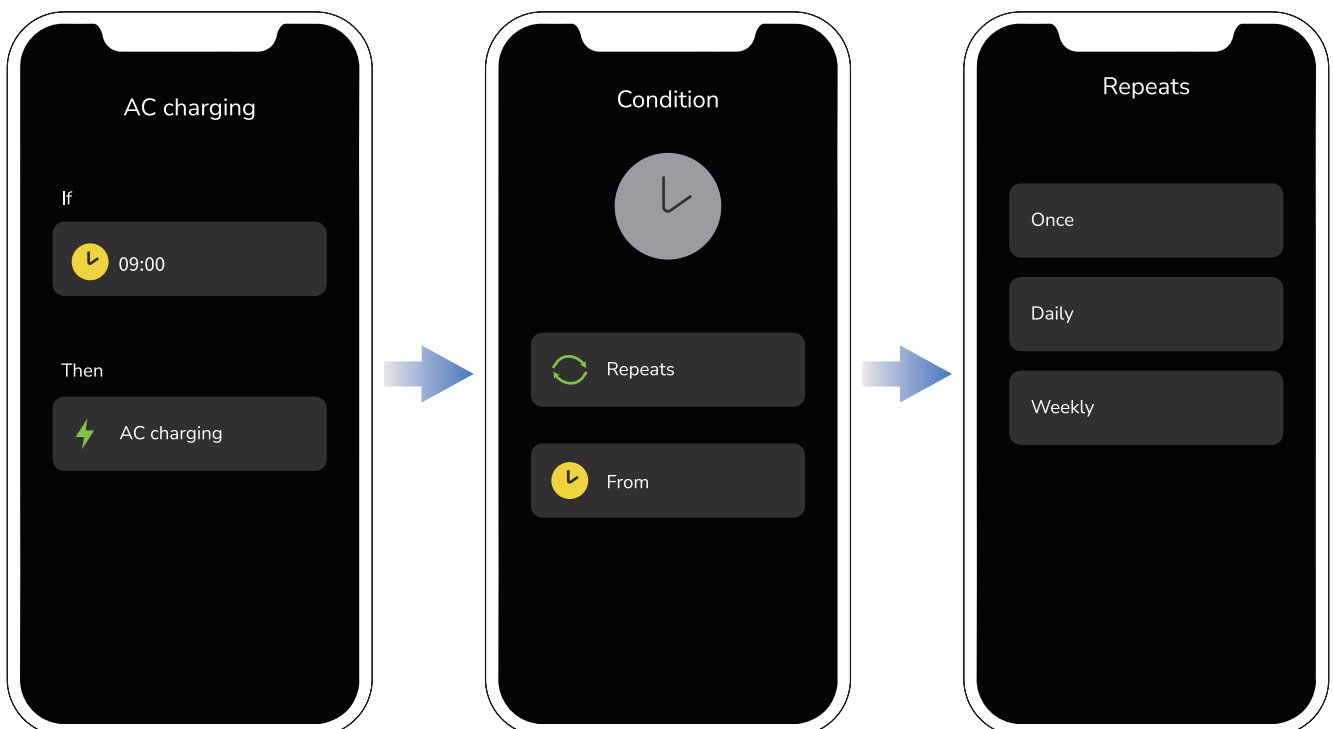 AC charging
If
09:00
Then
AC charging
Condition
Repeats
From
Repeats
Once
Daily
Weekly